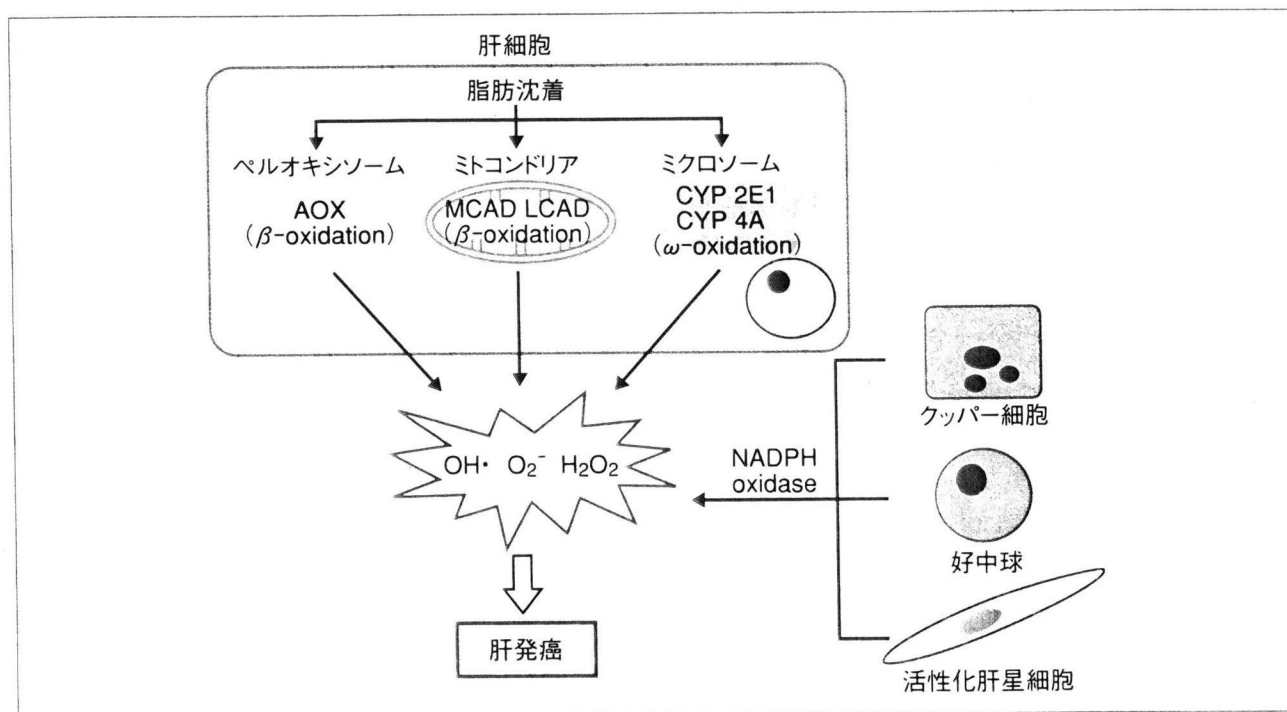 肝細胞
脂肪沈着
ペルオキシソーム
AOX
(β-oxidation)
ミトコンドリア
MCAD LCAD
(β-oxidation)
ミクロソーム
CYP 2E1
CYP 4A
(ω-oxidation)
OH・ O₂⁻ H₂O₂
NADPH
oxidase
クッパー細胞
好中球
活性化肝星細胞
肝発癌